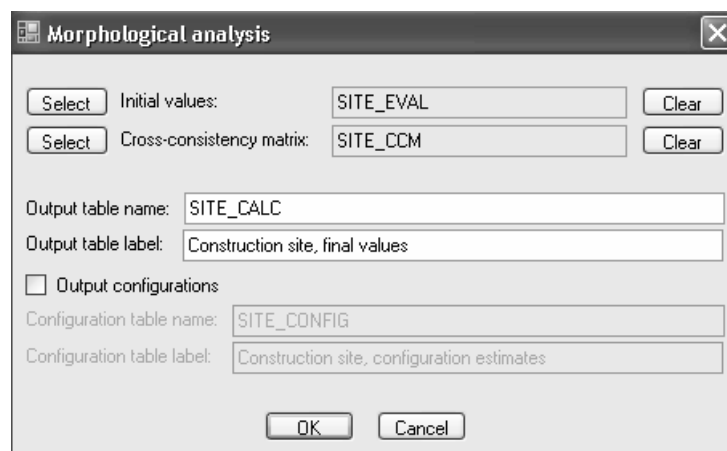 Morphological analysis
Select Initial values: SITE_EVAL Clear
Select Cross-consistency matrix: SITE_CCM Clear
Output table name: SITE_CALC
Output table label: Construction site, final values
Output configurations
Configuration table name: SITE_CONFIG
Configuration table label: Construction site, configuration estimates
OK Cancel